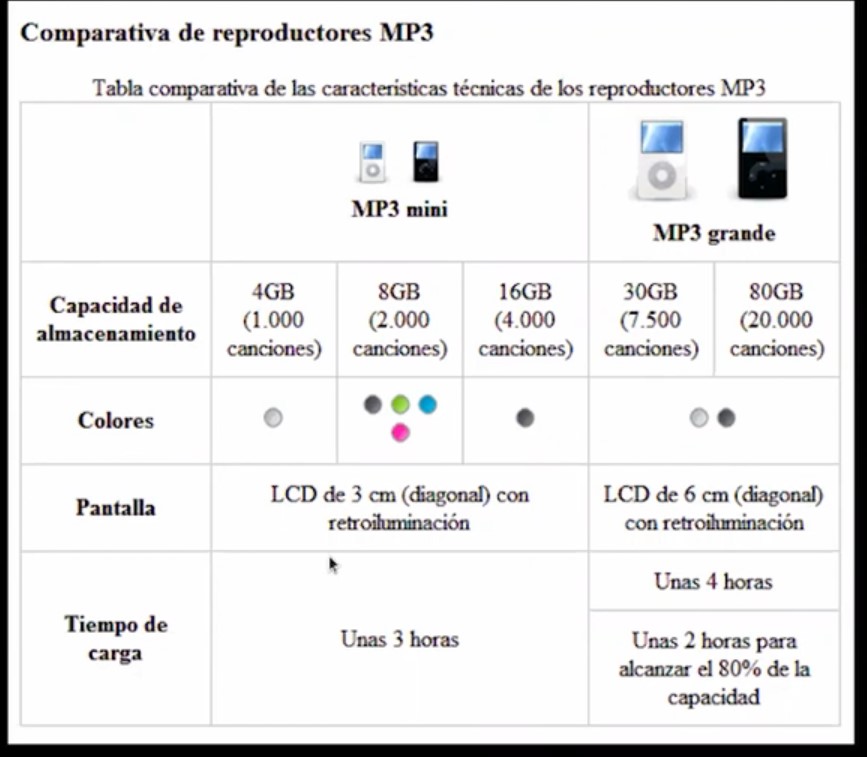 Comparativa de reproductores MP3
Tabla comparativa de las caracteristicas técnicas de los reproductores MP3
MP3 mini
MP3 grande
Capacidad de
almacenamiento
4GB
(1.000
canciones)
8GB
(2.000
canciones)
16GB
(4.000
canciones)
30GB
(7.500
canciones)
80GB
(20.000
canciones)
Colores
Pantalla
LCD de 3 cm (diagonal) con
retroiluminación
LCD de 6 cm (diagonal)
con retroiluminación
Tiempo de
carga
Unas 3 horas
Unas 4 horas
Unas 2 horas para
alcanzar el 80% de la
capacidad